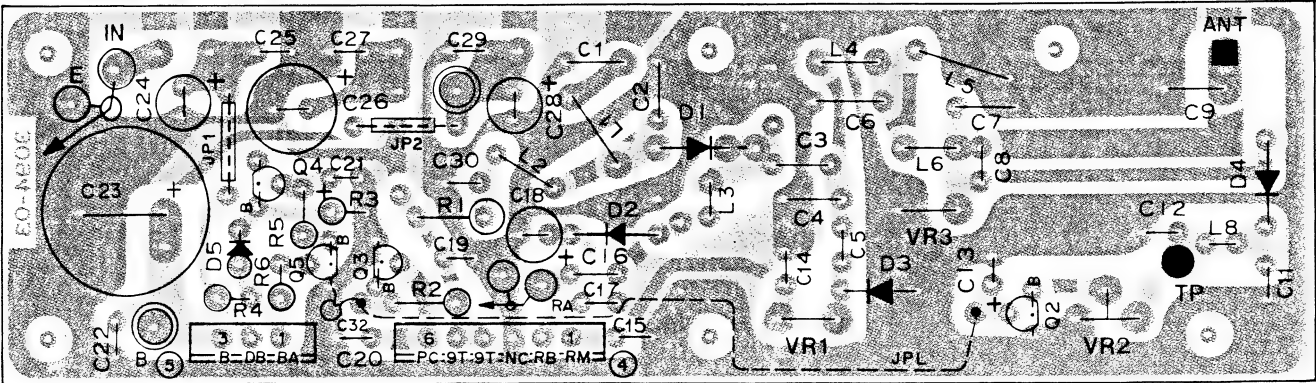 IN
C25
C27
C29
C1
L4
L5
ANT
E
C24
+
+
C26
C28
+
C2
D1
C6
C7
C9
JP1
JP2
L1
C3
L6
C8
D4
3084-03
C23
+
Q4
C21
C30
L2
B
+
R3
R1
C18
L3
C4
VR3
C12
L8
D5
R5
B
D2
C5
R6
Q5
Q3
C19
+
C16
C14
D3
C13
TP
C11
R4
B
R2
RA
C17
+
B
Q2
C22
B
5
3
1
B DB BA
C32
C20
6
1
PC 9T 9T NC RB RM
C15
4
VR1
JPL
VR2